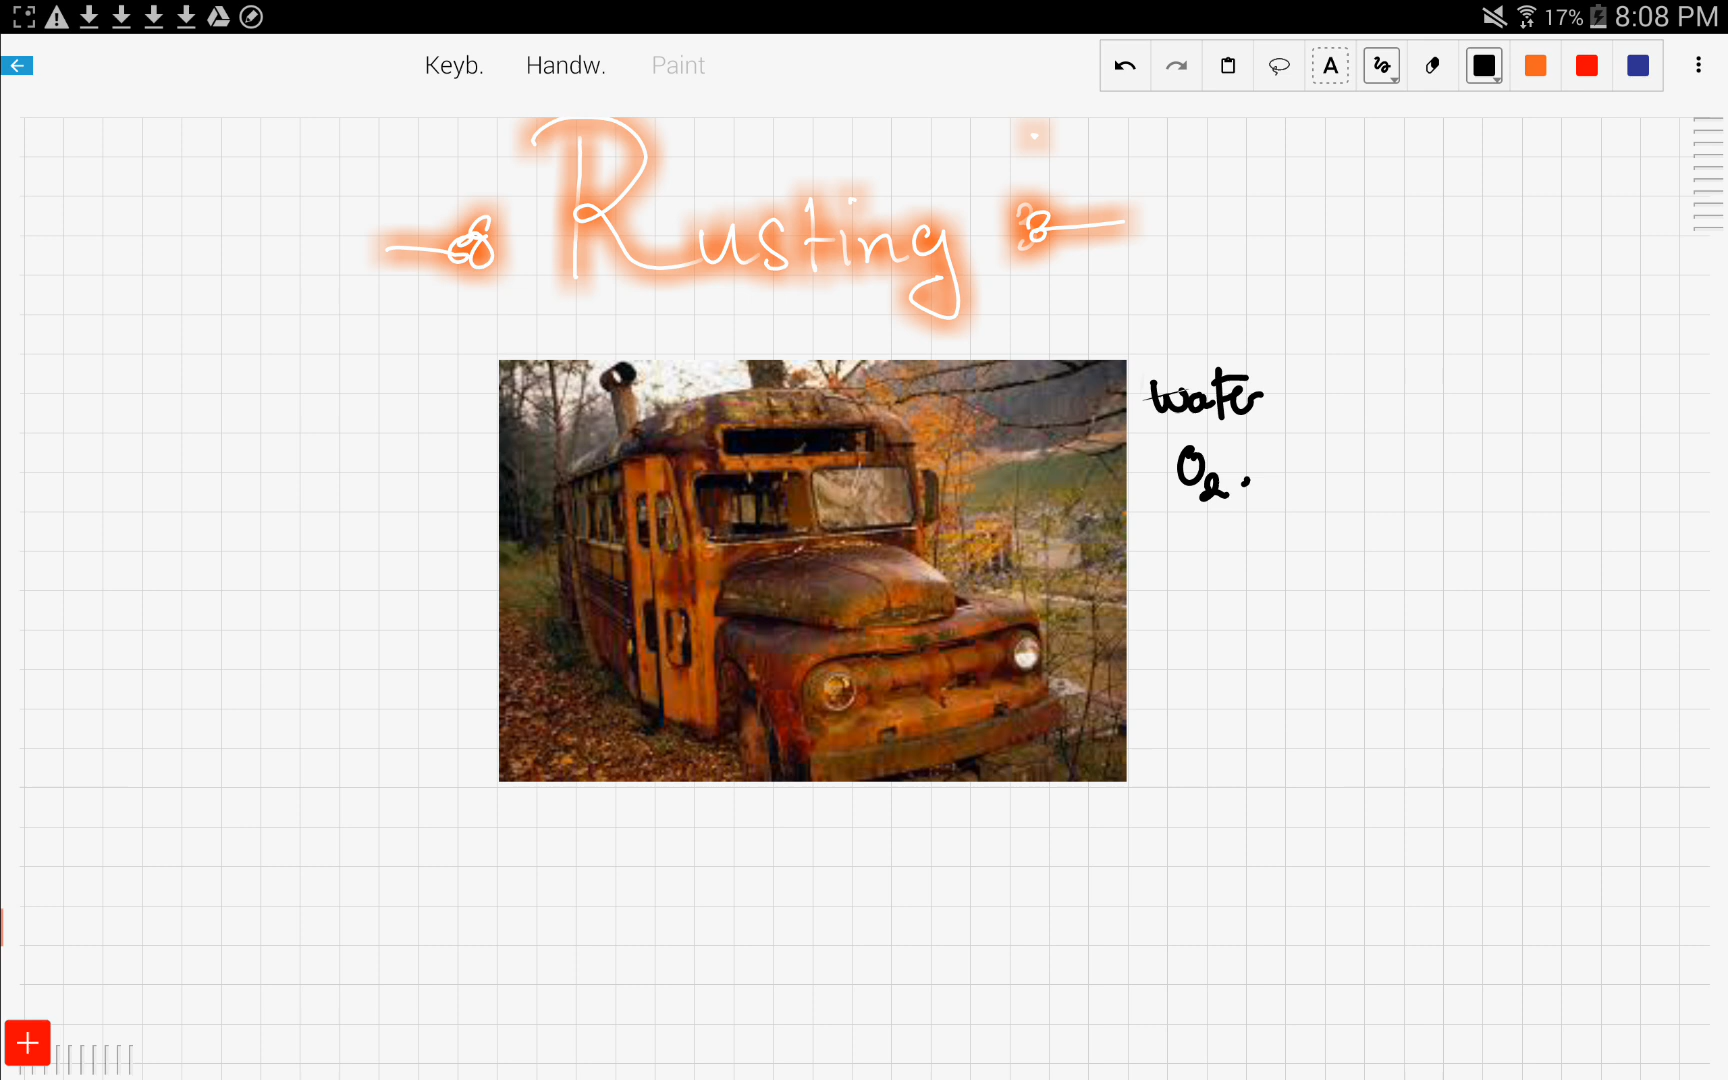 17% 8:08 PM
Keyb. Handw. Paint A
Rusting
water
O2.